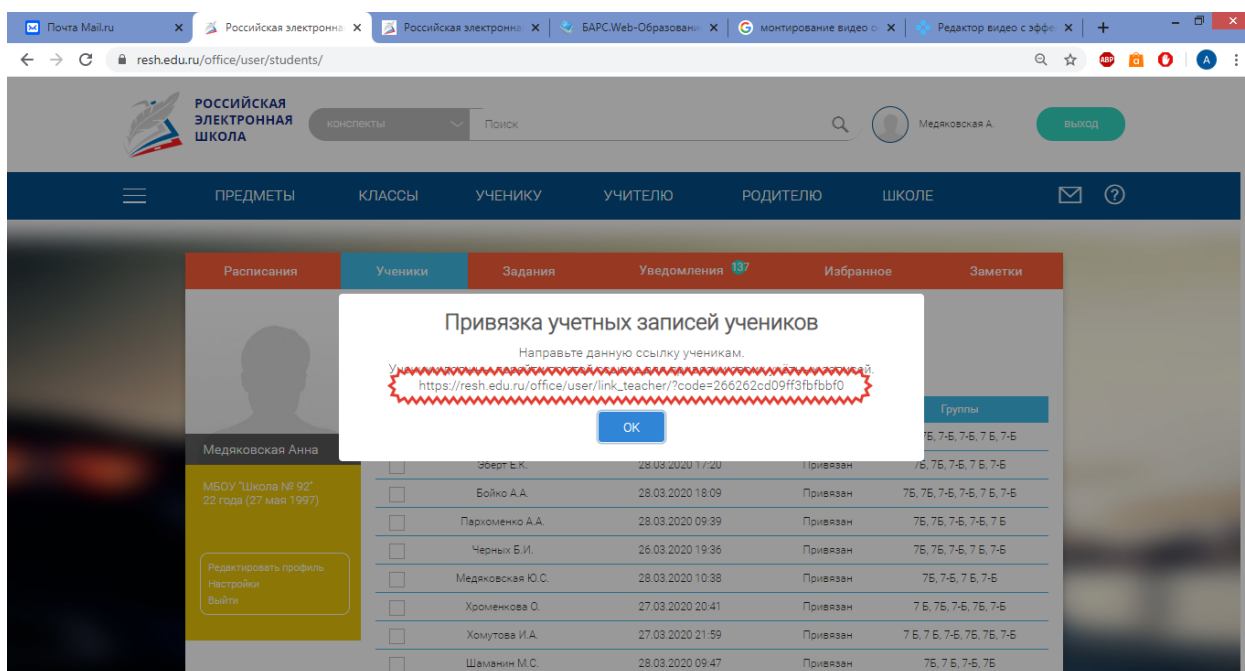 Почта Mail.ru
Российская электронна
Российская электронна
БАРС.Web-Образовани
монтирование видео о
Редактор видео с эффе
resh.edu.ru/office/user/students/
ABP
А
РОССИЙСКАЯ
ЭЛЕКТРОННАЯ
ШКОЛА
конспекты
Поиск
Медяковская А.
выход
ПРЕДМЕТЫ КЛАССЫ УЧЕНИКУ УЧИТЕЛЮ РОДИТЕЛЮ ШКОЛЕ
Расписания Ученики Задания Уведомления 137 Избранное Заметки
Привязка учетных записей учеников
Направьте данную ссылку ученикам.
https://resh.edu.ru/office/user/link_teacher/?code=266262cd09ff3fbfbbf0
OK
Медяковская Анна
МБОУ "Школа № 92"
22 года (27 мая 1997)
Редактировать профиль
Настройки
Выйти
Группы
7Б, 7-Б, 7-Б, 7 Б, 7-Б
Эберт Е.К. 28.03.2020 17:20 Привязан 7Б, 7Б, 7-Б, 7 Б, 7-Б
Бойко А.А. 28.03.2020 18:09 Привязан 7Б, 7Б, 7-Б, 7-Б, 7 Б, 7-Б
Пархоменко А.А. 28.03.2020 09:39 Привязан 7Б, 7Б, 7-Б, 7-Б, 7 Б
Черных Б.И. 26.03.2020 19:36 Привязан 7Б, 7Б, 7-Б, 7 Б, 7-Б
Медяковская Ю.С. 28.03.2020 10:38 Привязан 7Б, 7-Б, 7 Б, 7-Б
Хроменкова О. 27.03.2020 20:41 Привязан 7 Б, 7Б, 7-Б, 7Б, 7-Б
Хомутова И.А. 27.03.2020 21:59 Привязан 7 Б, 7 Б, 7-Б, 7Б, 7Б, 7-Б
Шаманин М.С. 28.03.2020 09:47 Привязан 7Б, 7 Б, 7-Б, 7Б